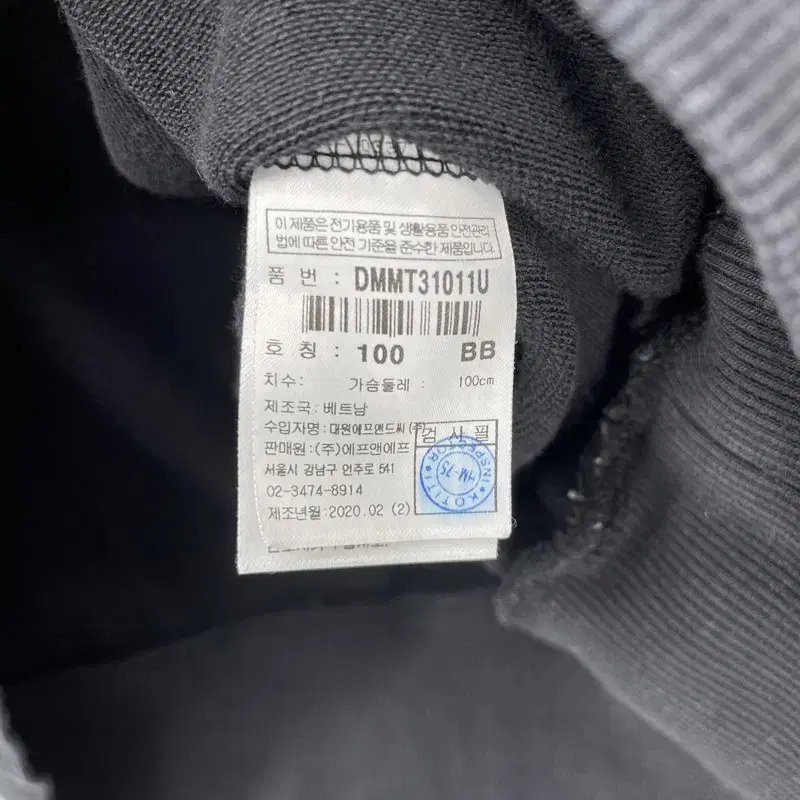 이 제품은 전기용품 및 생활용품 안전관리
법에 따른 안전 기준을 준수한 제품입니다.
품 번 : DMMT31011U
호 칭 : 100 BB
치수: 가슴둘레 : 100cm
제조국: 베트남
수입자명: 대원에프앤드씨 (주)
검 사 필
판매원: (주)에프앤에프
서울시 강남구 언주로 541
02-3474-8914
제조년월: 2020.02 (2)
INSPECTOR
KOTITI